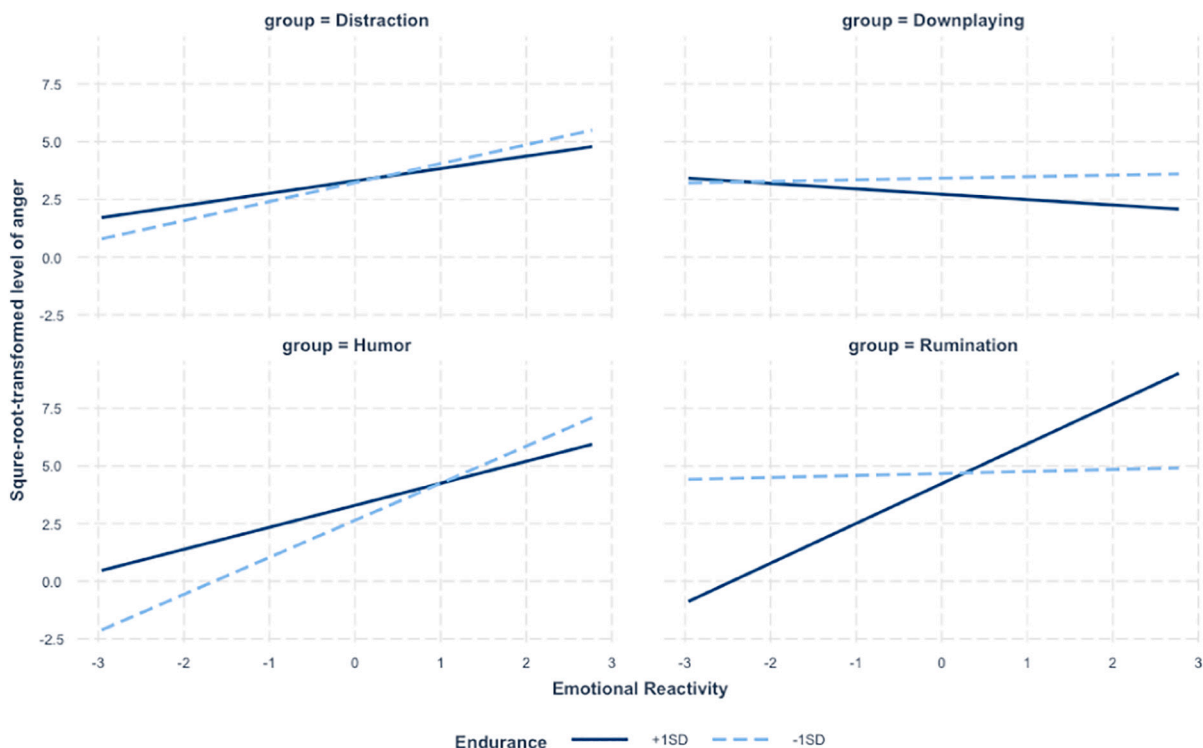 group = Distraction
group = Downplaying
7.5
5.0
2.5
0.0
-2.5
group = Humor
group = Rumination
7.5
5.0
2.5
0.0
-2.5
Squre-root-transformed level of anger
-3 -2 -1 0 1 2 3
-3 -2 -1 0 1 2 3
Emotional Reactivity
Endurance +1SD -1SD